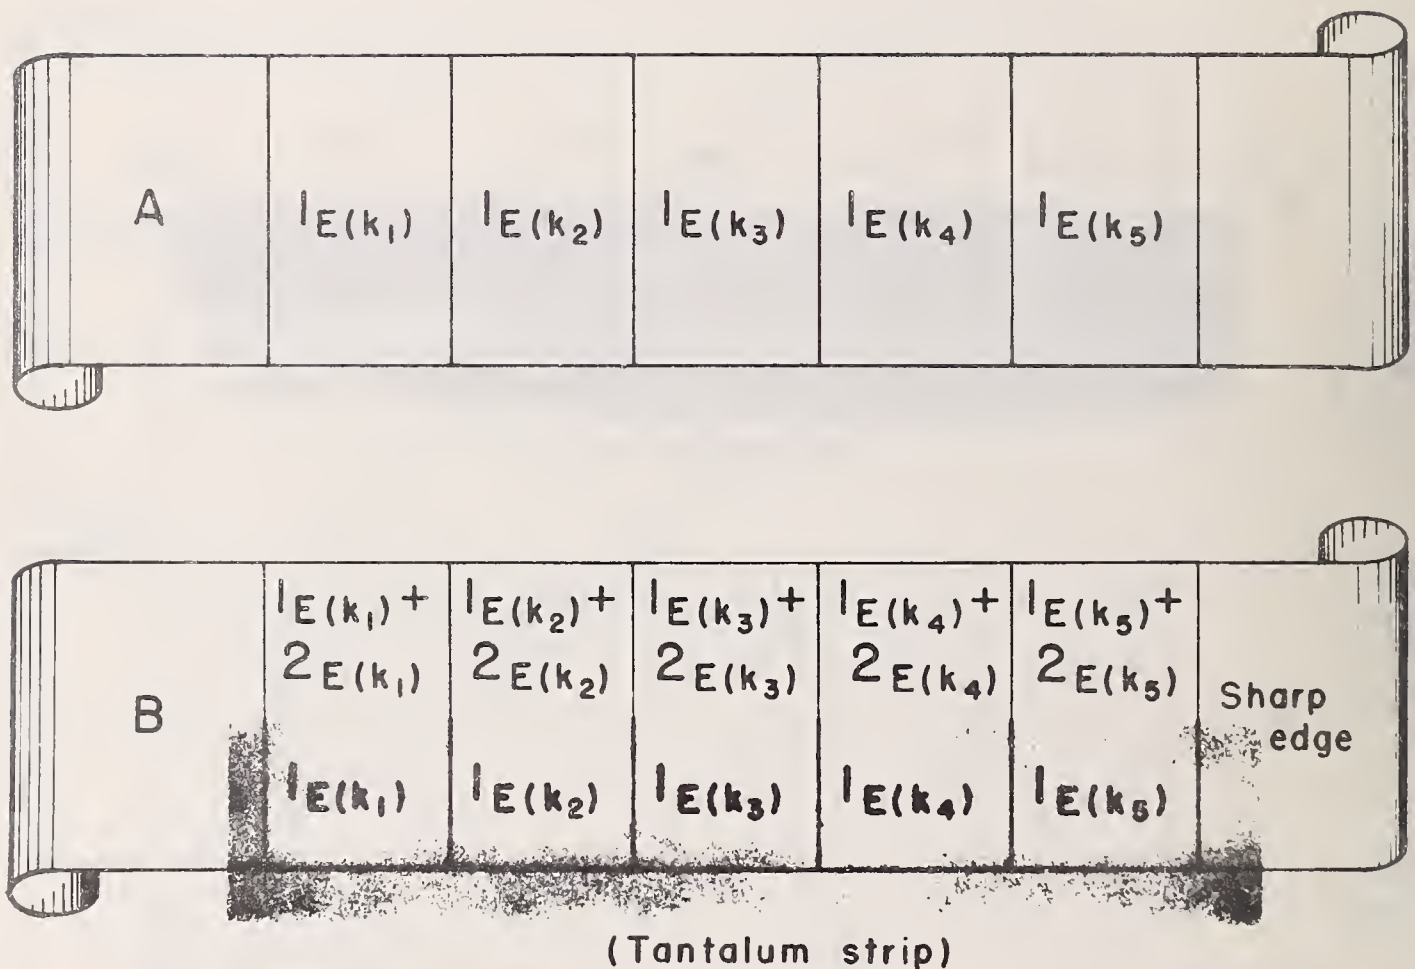 A 1E(k₁) 1E(k₂) 1E(k₃) 1E(k₄) 1E(k₅)
1E(k₁)+ 1E(k₂)+ 1E(k₃)+ 1E(k₄)+ 1E(k₅)+
2E(k₁) 2E(k₂) 2E(k₃) 2E(k₄) 2E(k₅)
B
Sharp
edge
1E(k₁) 1E(k₂) 1E(k₃) 1E(k₄) 1E(k₅)
(Tantalum strip)